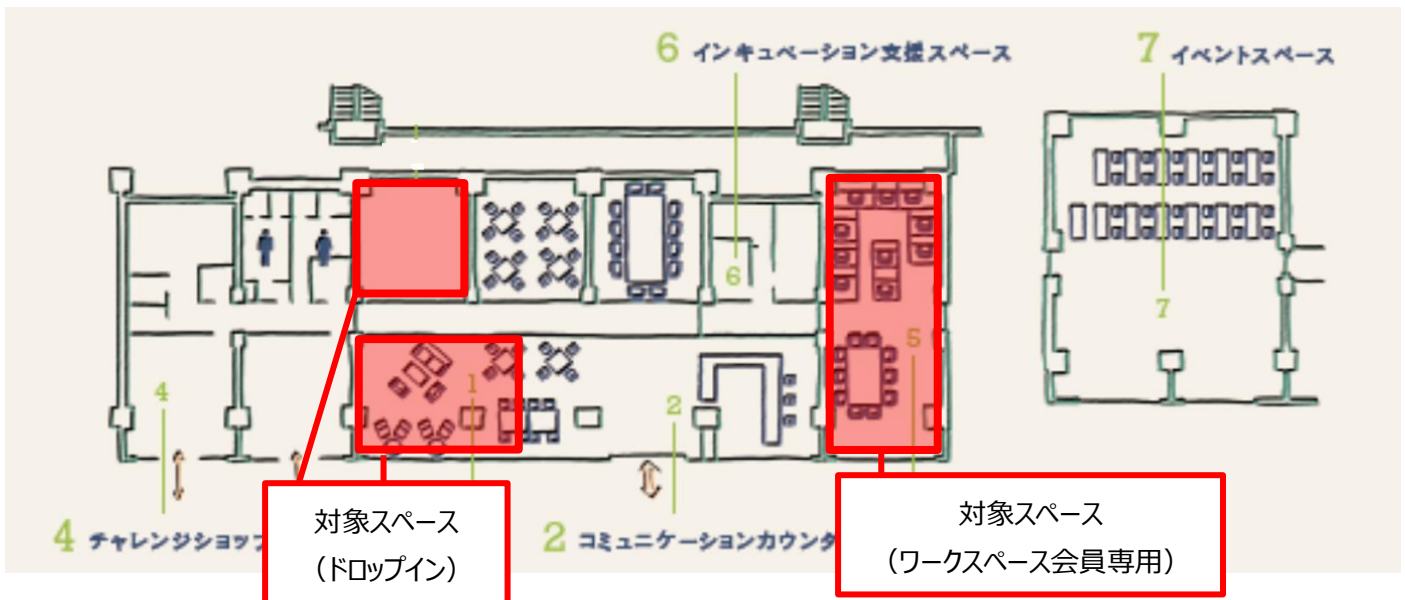 6 インキュベーション支援スペース
7 イベントスペース
6
7
5
1
4
2
4 チャレンジショップ
2 コミュニケーションカウンタ
対象スペース
（ドロップイン）
対象スペース
（ワークスペース会員専用）